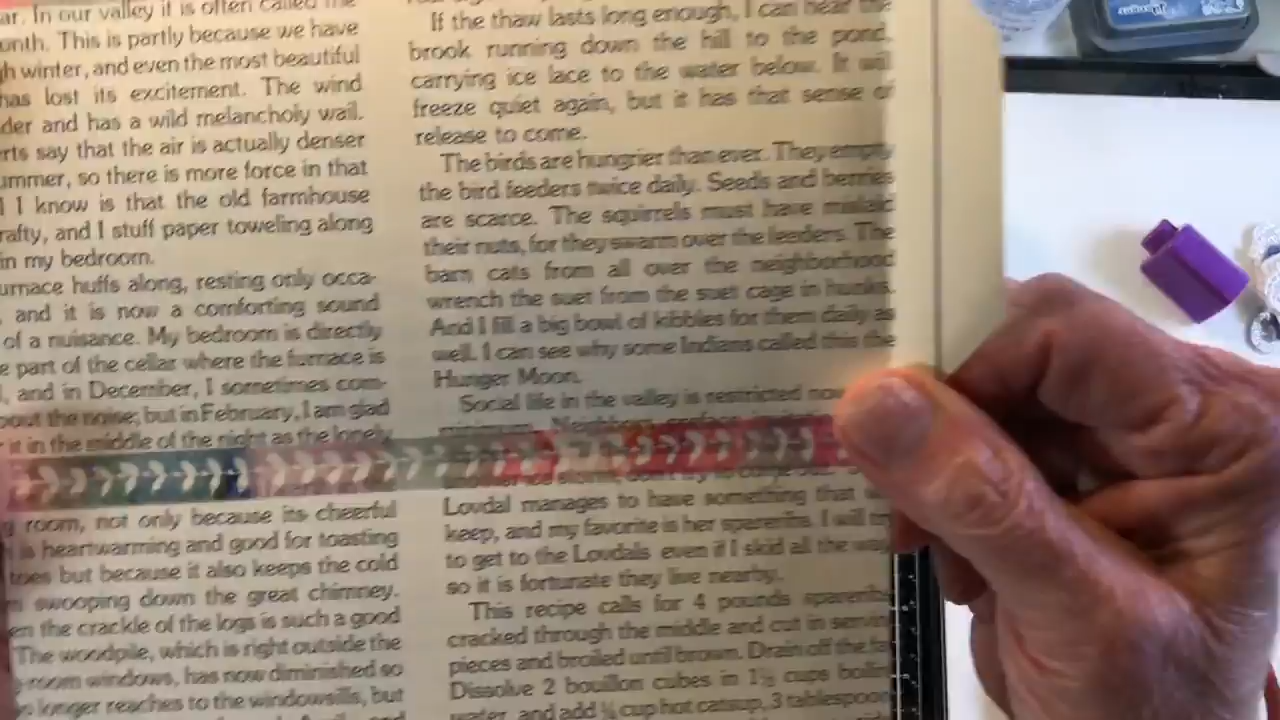 ar. In our valley it is often called the
onth. This is partly because we have
gh winter, and even the most beautiful
has lost its excitement. The wind
der and has a wild melancholy wail.
erts say that the air is actually denser
ummer, so there is more force in that
I know is that the old farmhouse
rafty, and I stuff paper toweling along
in my bedroom.
urnace huffs along, resting only occa-
, and it is now a comforting sound
of a nuisance. My bedroom is directly
e part of the cellar where the furnace is
, and in December, I sometimes com-
bout the noise; but in February, I am glad
it in the middle of the night as the lonely
g room, not only because its cheerful
is heartwarming and good for toasting
toes but because it also keeps the cold
swooping down the great chimney.
en the crackle of the logs is such a good
The woodpile, which is right outside the
room windows, has now diminished so
longer reaches to the windowsills, but
If the thaw lasts long enough, I can hear the
brook running down the hill to the pond,
carrying ice lace to the water below. It will
freeze quiet again, but it has that sense of
release to come.
The birds are hungrier than ever. They empty
the bird feeders twice daily. Seeds and berries
are scarce. The squirrels must have mislaid
their nuts, for they swarm over the feeders. The
barn cats from all over the neighborhood
wrench the suet from the suet cage in hunks.
And I fill a big bowl of kibbles for them daily as
well. I can see why some Indians called this the
Hunger Moon.
Social life in the valley is restricted now
minimum. Neighbors
Lovdal manages to have something that
keep, and my favorite is her spareribs. I will try
to get to the Lovdals even if I skid all the way,
so it is fortunate they live nearby.
This recipe calls for 4 pounds spareribs
cracked through the middle and cut in serving
pieces and broiled until brown. Drain off the fat
Dissolve 2 bouillon cubes in 1½ cups boiling
water, and add ¼ cup hot catsup, 3 tablespoons